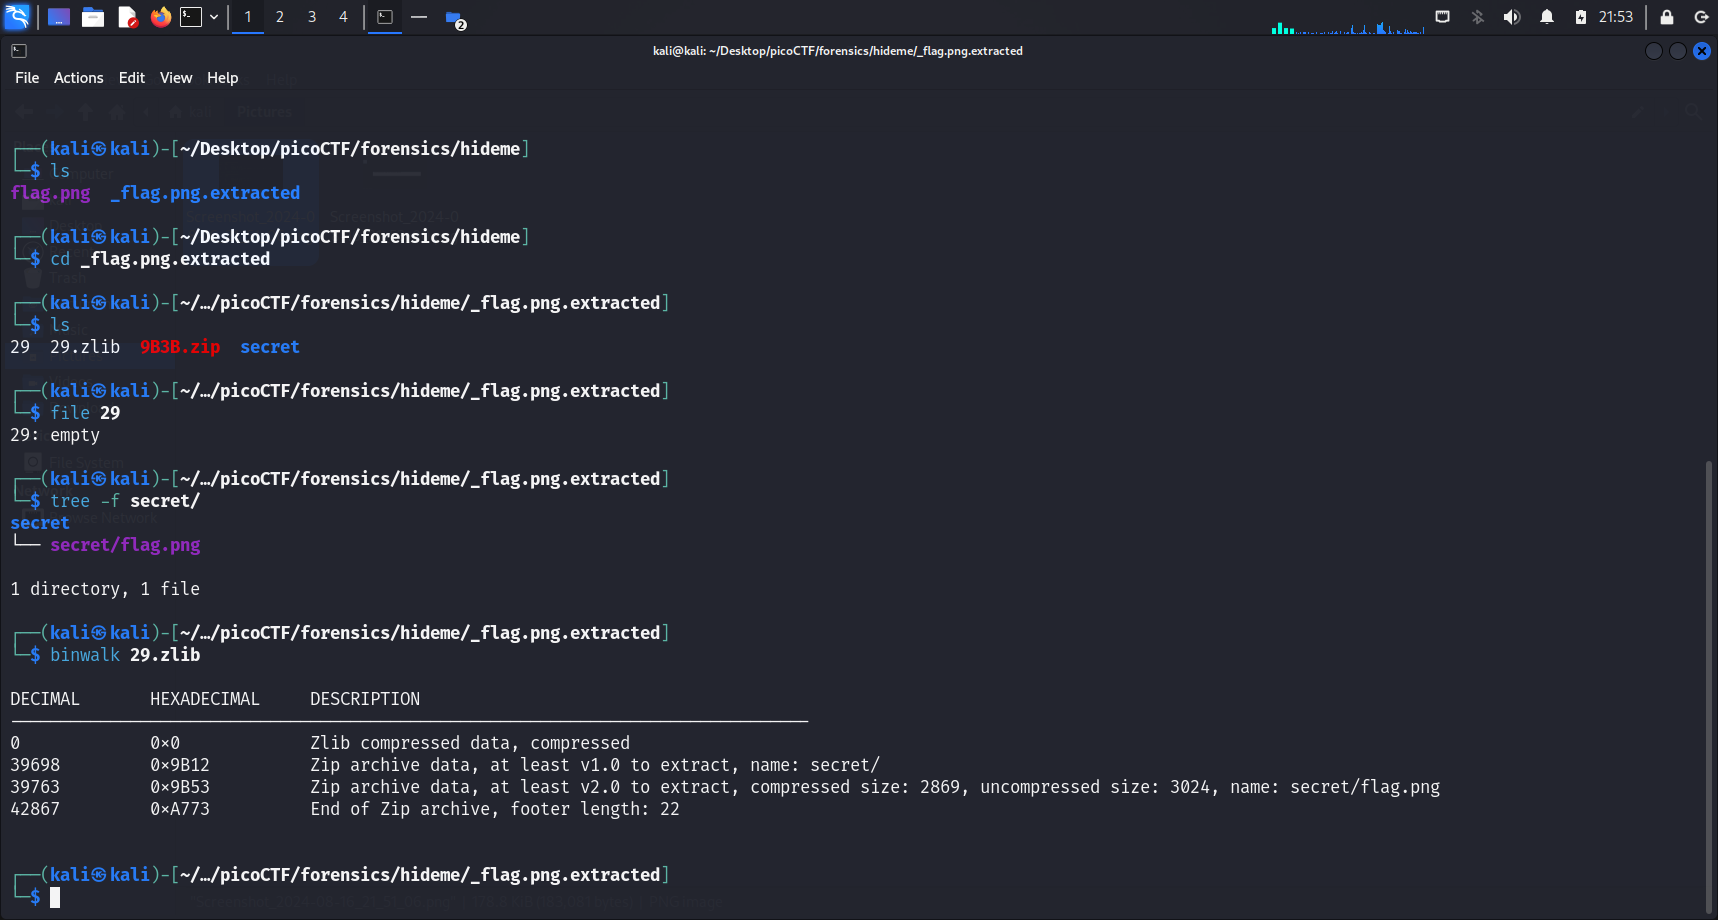 1 2 3 4 2 21:53
kali@kali: ~/Desktop/picoCTF/forensics/hideme/_flag.png.extracted
File Actions Edit View Help
┌──(kali㉿kali)-[~/Desktop/picoCTF/forensics/hideme]
└─$ ls
flag.png _flag.png.extracted
┌──(kali㉿kali)-[~/Desktop/picoCTF/forensics/hideme]
└─$ cd _flag.png.extracted
┌──(kali㉿kali)-[~/…/picoCTF/forensics/hideme/_flag.png.extracted]
└─$ ls
29 29.zlib 9B3B.zip secret
┌──(kali㉿kali)-[~/…/picoCTF/forensics/hideme/_flag.png.extracted]
└─$ file 29
29: empty
┌──(kali㉿kali)-[~/…/picoCTF/forensics/hideme/_flag.png.extracted]
└─$ tree -f secret/
secret
└── secret/flag.png
1 directory, 1 file
┌──(kali㉿kali)-[~/…/picoCTF/forensics/hideme/_flag.png.extracted]
└─$ binwalk 29.zlib
DECIMAL HEXADECIMAL DESCRIPTION
--------------------------------------------------------------------------------
0 0×0 Zlib compressed data, compressed
39698 0×9B12 Zip archive data, at least v1.0 to extract, name: secret/
39763 0×9B53 Zip archive data, at least v2.0 to extract, compressed size: 2869, uncompressed size: 3024, name: secret/flag.png
42867 0×A773 End of Zip archive, footer length: 22
┌──(kali㉿kali)-[~/…/picoCTF/forensics/hideme/_flag.png.extracted]
└─$